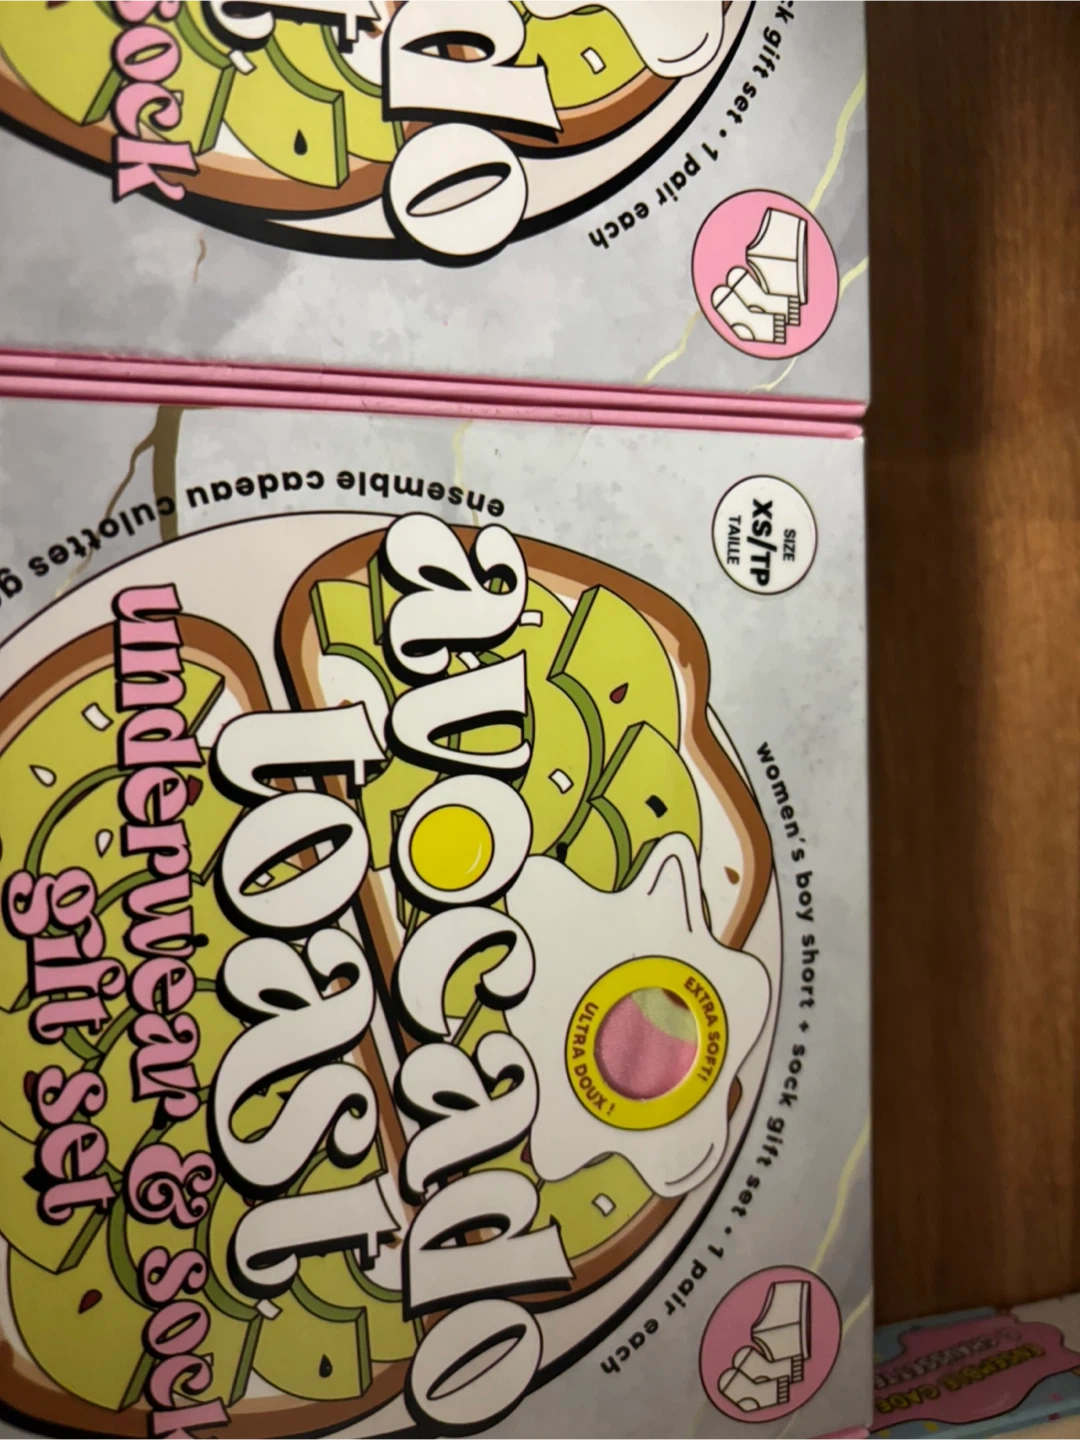 sock
ck gift set • 1 pair each
SIZE
XS/TP
TAILLE
ensemble cadeau culottes
women's boy short + sock gift set • 1 pair each
avocado
toast
underwear & sock
gift set
EXTRA SOFT!
ULTRA DOUX !